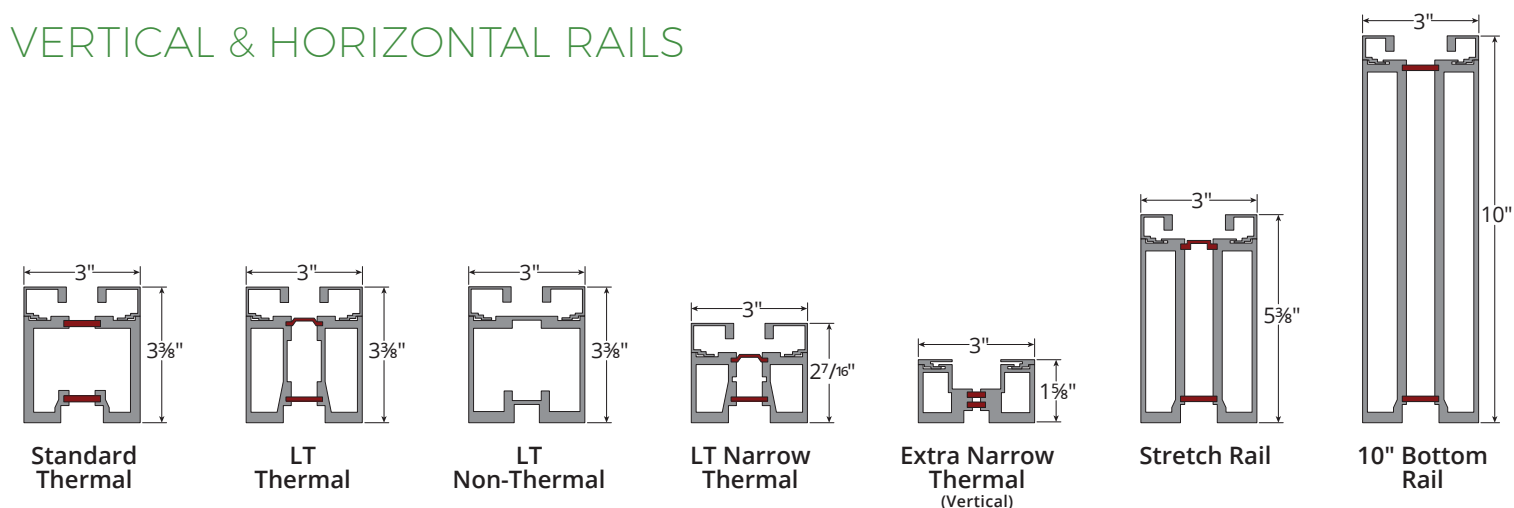 VERTICAL & HORIZONTAL RAILS
3"
3⅜"
Standard
Thermal
3"
3⅜"
LT
Thermal
3"
3⅜"
LT
Non-Thermal
3"
2⁷/₁₆"
LT Narrow
Thermal
3"
1⅝"
Extra Narrow
Thermal
(Vertical)
3"
5⅜"
Stretch Rail
3"
10"
10" Bottom
Rail